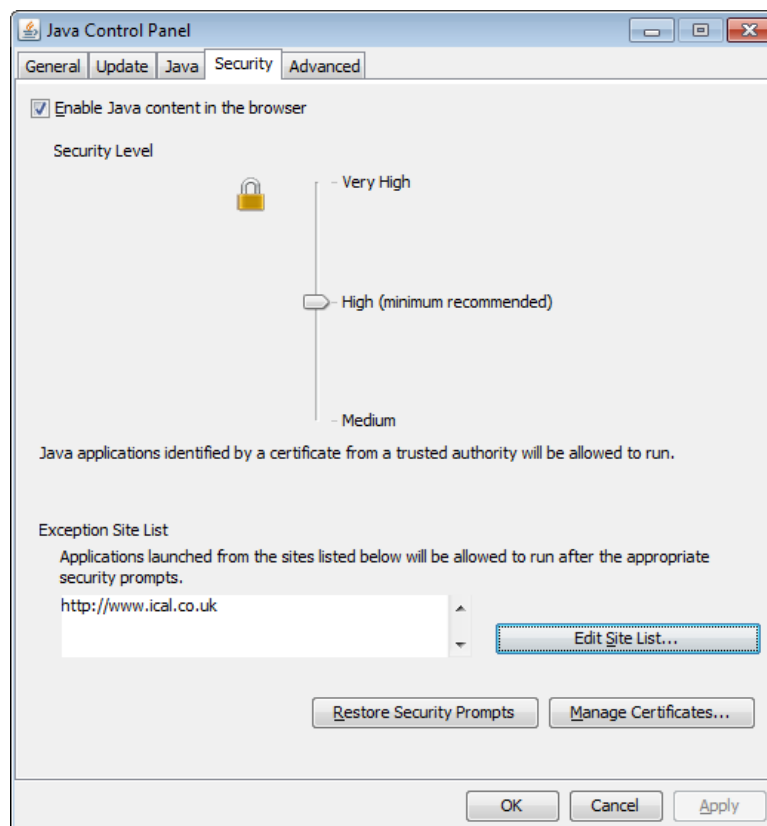 Java Control Panel
General Update Java Security Advanced
Enable Java content in the browser
Security Level
Very High
High (minimum recommended)
Medium
Java applications identified by a certificate from a trusted authority will be allowed to run.
Exception Site List
Applications launched from the sites listed below will be allowed to run after the appropriate
security prompts.
http://www.ical.co.uk
Edit Site List...
Restore Security Prompts Manage Certificates...
OK Cancel Apply